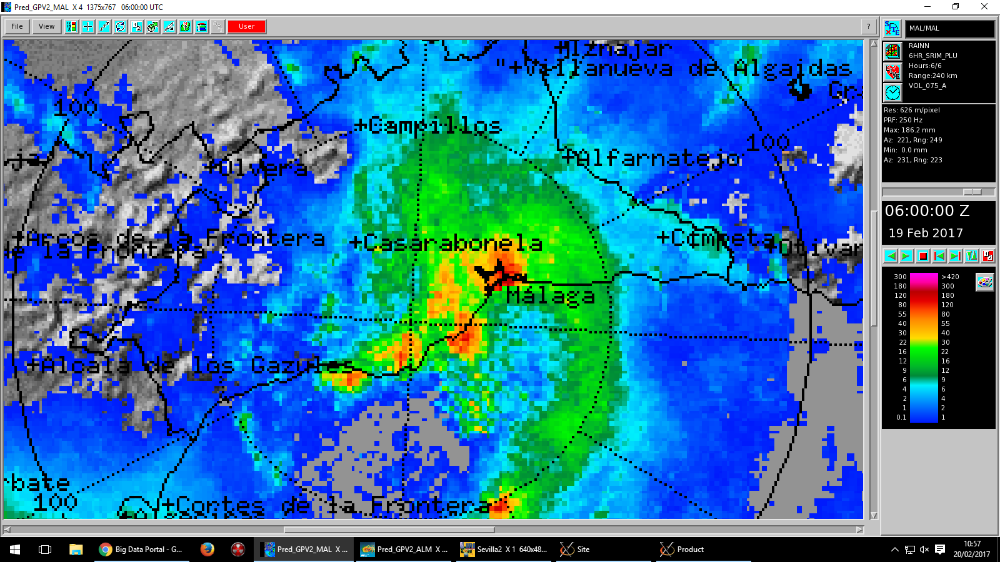 Pred_GPV2_MAL X 4 1375x767 06:00:00 UTC
File View User ?
MAL/MAL
RAINN
6HR_SRIM_PLU
Hours:6/6
Range:240 km
VOL_075_A
Res: 626 m/pixel
PRF: 250 Hz
Max: 186.2 mm
Az: 221, Rng: 249
Min: 0.0 mm
Az: 231, Rng: 223
06:00:00 Z
19 Feb 2017
300 >420
180 300
120 180
80 120
55 80
40 55
30 40
22 30
16 22
12 16
9 12
6 9
4 6
2 4
1 2
0.1 1
+Iznajar
"+Villanueva de Algaidas
100
+Campillos
100
+Alfarnatejo
+Olvera
+Arcos de la Frontera
+Casarabonela
+Competa
Málaga
+Alcala de los Gazules
bate
100
+Cortes de la Frontera
Big Data Portal - G...
Pred_GPV2_MAL X ...
Pred_GPV2_ALM X ...
Sevilla2 X 1 640x48...
Site
Product
10:57
20/02/2017